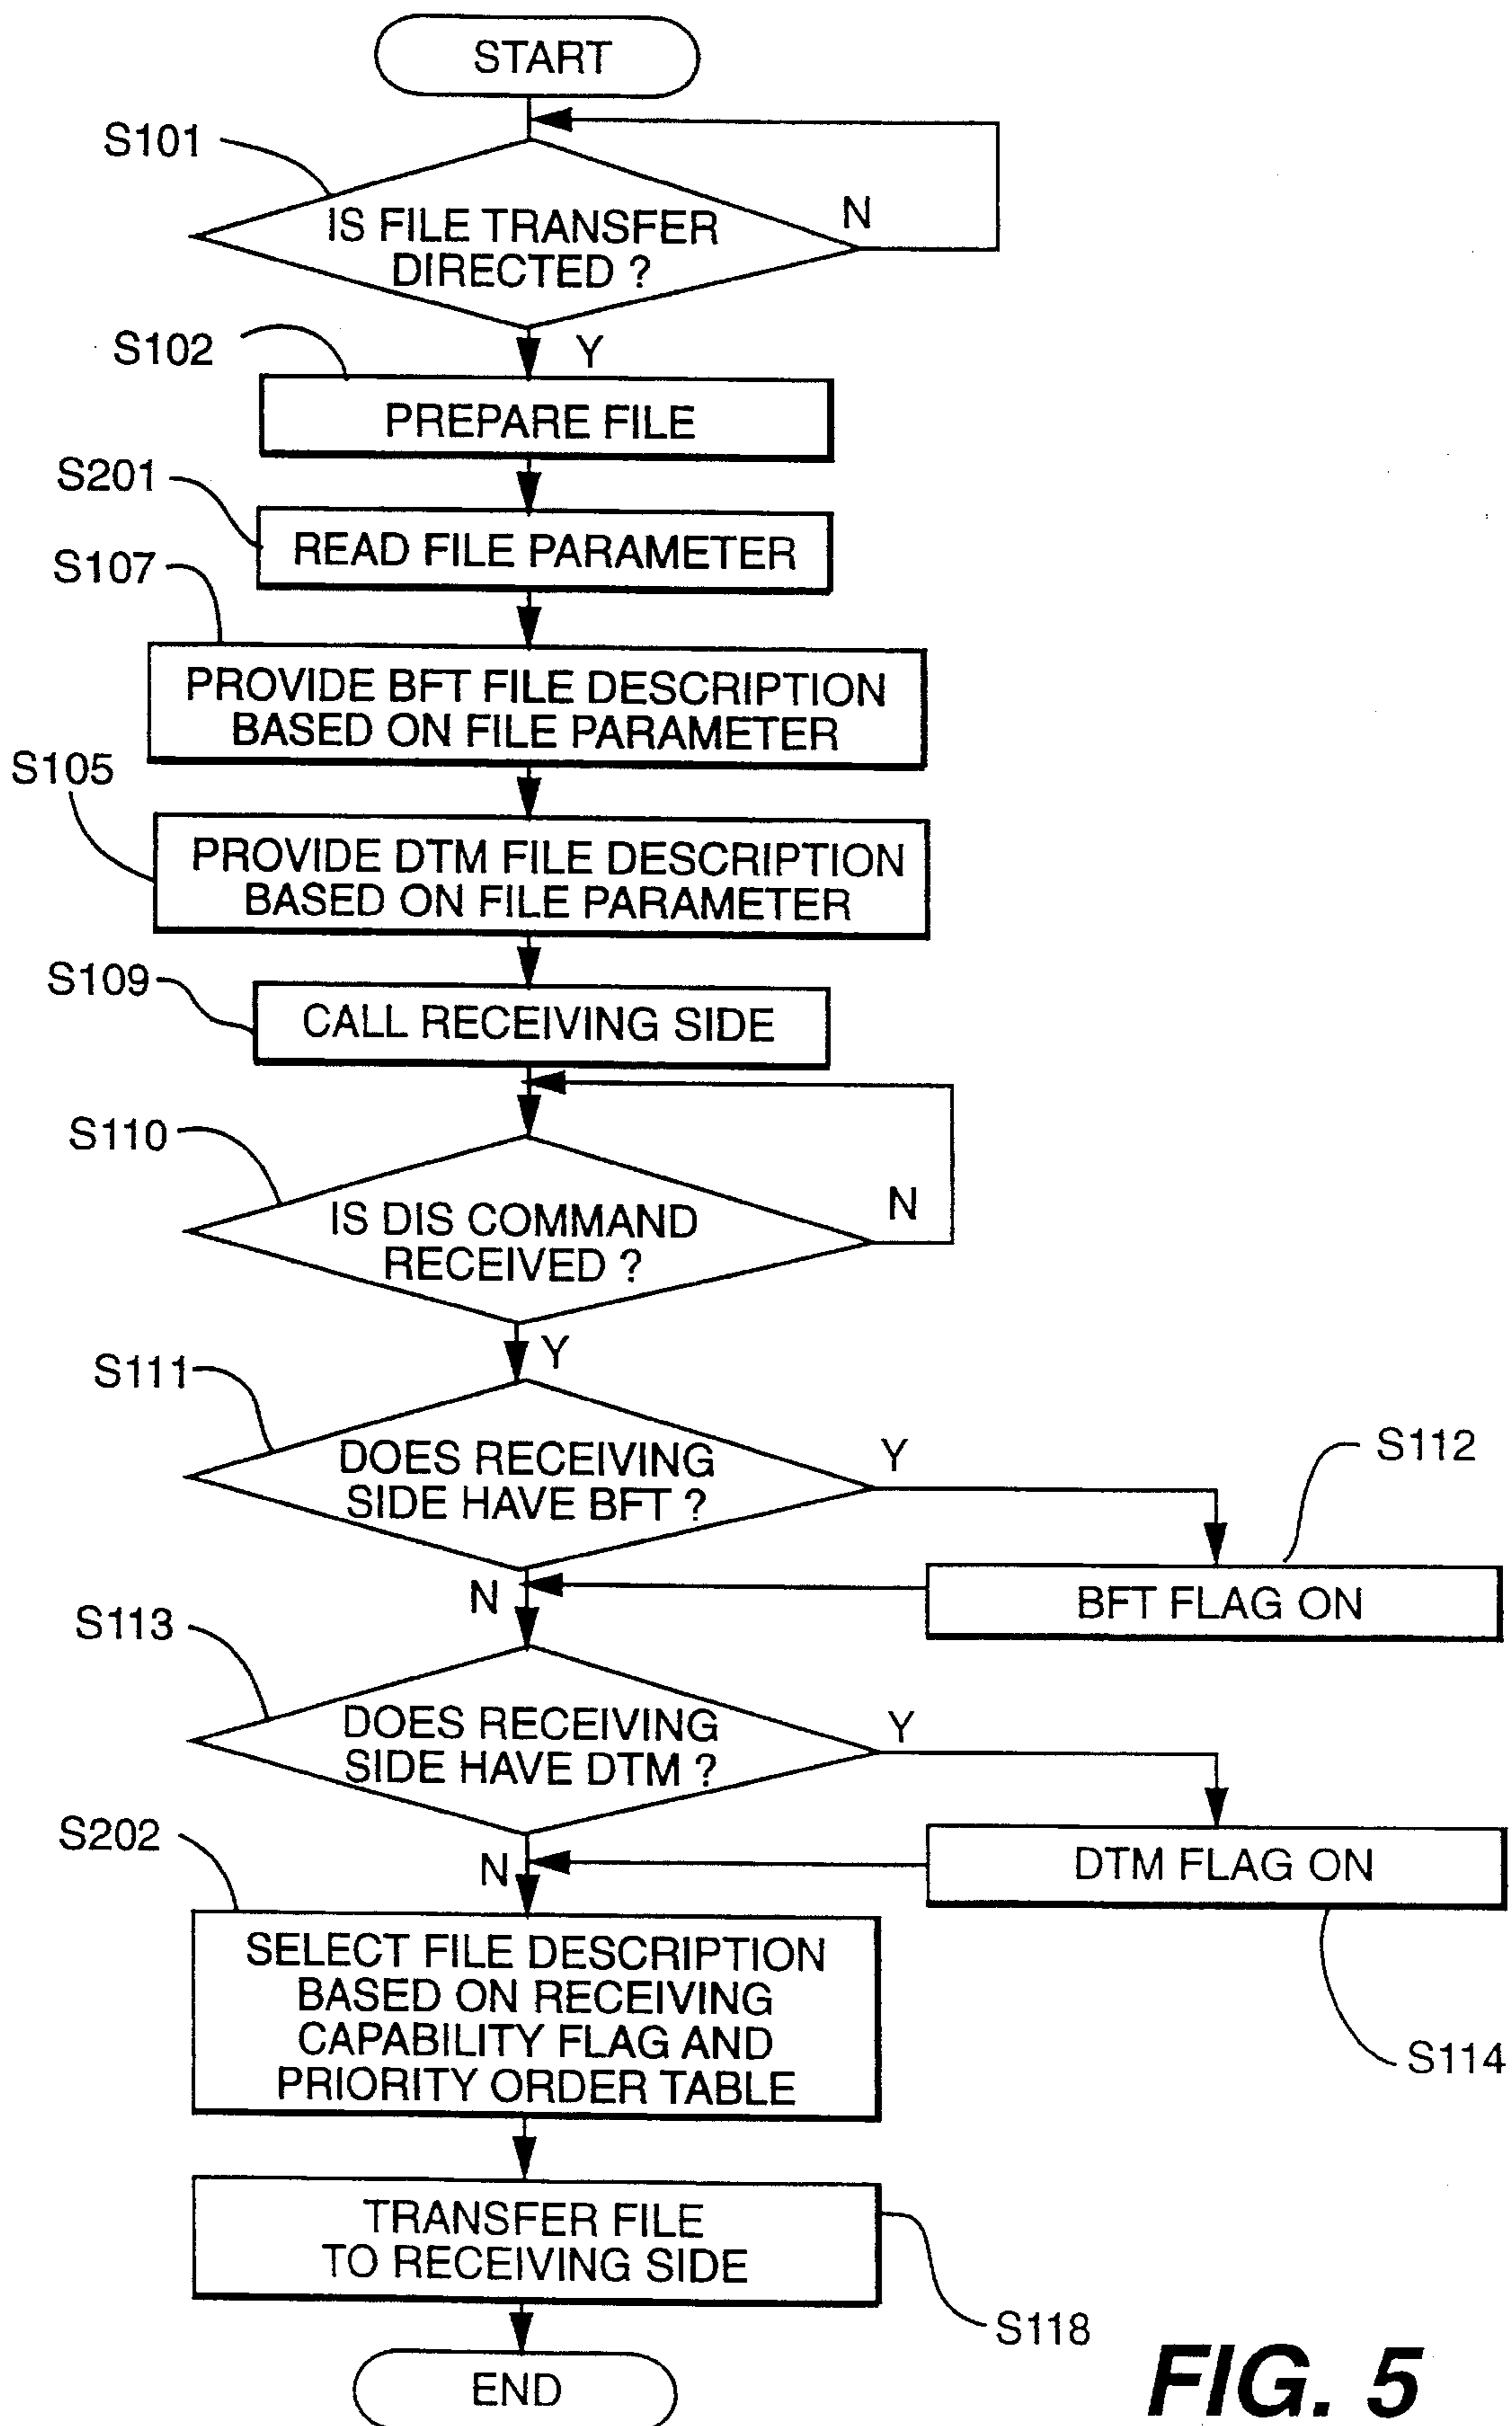 START
S101
IS FILE TRANSFER
DIRECTED ?
N
Y
S102
PREPARE FILE
S201
READ FILE PARAMETER
S107
PROVIDE BFT FILE DESCRIPTION
BASED ON FILE PARAMETER
S105
PROVIDE DTM FILE DESCRIPTION
BASED ON FILE PARAMETER
S109
CALL RECEIVING SIDE
S110
IS DIS COMMAND
RECEIVED ?
N
Y
S111
DOES RECEIVING
SIDE HAVE BFT ?
Y
S112
BFT FLAG ON
N
S113
DOES RECEIVING
SIDE HAVE DTM ?
Y
DTM FLAG ON
S114
N
S202
SELECT FILE DESCRIPTION
BASED ON RECEIVING
CAPABILITY FLAG AND
PRIORITY ORDER TABLE
TRANSFER FILE
TO RECEIVING SIDE
S118
END
FIG. 5